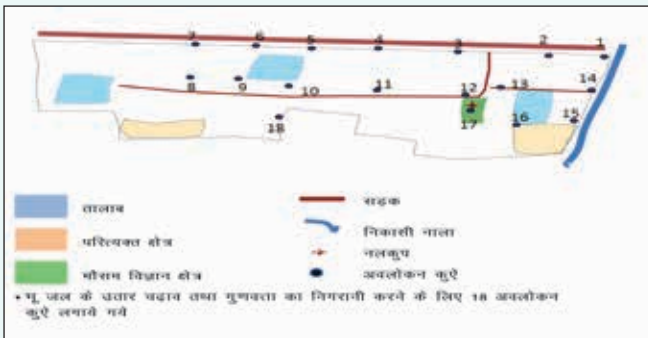 3 6 5 4 3 2 1
8 9 10 11 12 13 14
18 17 16 15
तालाब
सड़क
परित्यक्त क्षेत्र
निकासी नाला
नलकुप
मौसम विज्ञान क्षेत्र
अवलोकन कुऐं
• भू जल के उतार चढ़ाव तथा गुणवता का निगरानी करने के लिए 18 अवलोकन
कुऐं लगाये गये